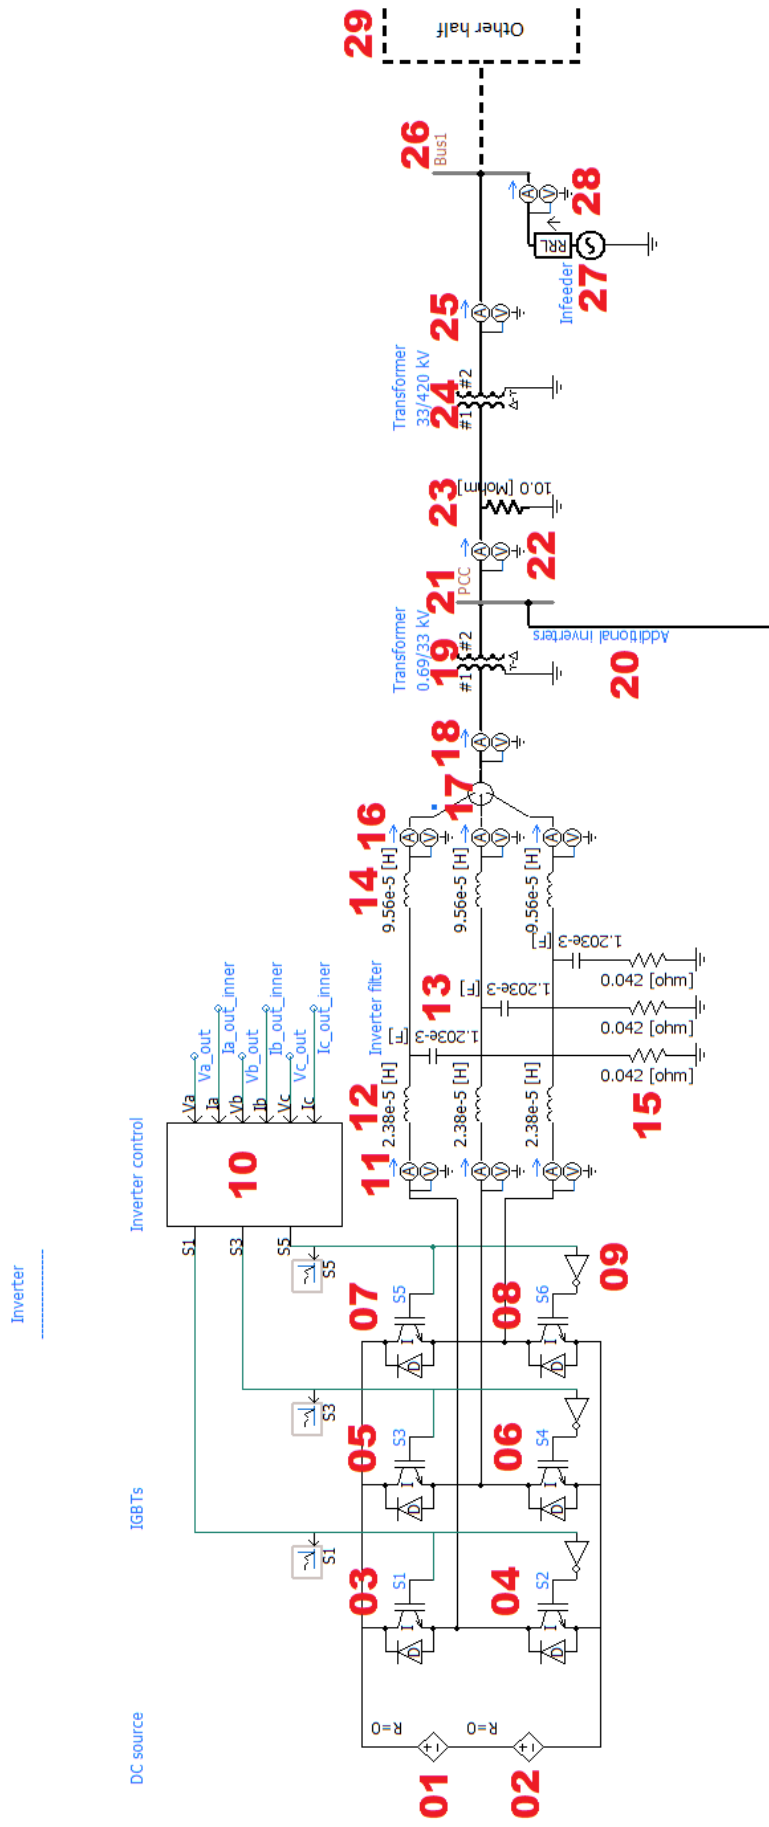 Inverter
DC source
IGBTs
Inverter control
01
R=0
02
R=0
03
S1
04
S2
S1
05
S3
06
S4
S3
07
S5
08
S6
09
S5
S1
S3
S5
10
Va
Ia
Vb
Ib
Vc
Ic
Va_out
Ia_out_inner
Vb_out
Ib_out_inner
Vc_out
Ic_out_inner
I
D
I
D
I
D
I
D
I
D
I
D
Inverter filter
11
A
V
A
V
A
V
12
2.38e-5 [H]
2.38e-5 [H]
2.38e-5 [H]
13
1.203e-3 [F]
1.203e-3 [F]
1.203e-3 [F]
0.042 [ohm]
0.042 [ohm]
0.042 [ohm]
15
14
9.56e-5 [H]
9.56e-5 [H]
9.56e-5 [H]
16
A
V
A
V
A
V
17
18
A
V
Transformer
0.69/33 kV
19
#1
#2
Y-Δ
20
Additional inverters
21
PCC
22
A
V
23
10.0 [Mohm]
Transformer
33/420 kV
24
#1
#2
Δ-Y
25
A
V
26
Bus1
27
Infeeder
RRL
28
A
V
29
Other half